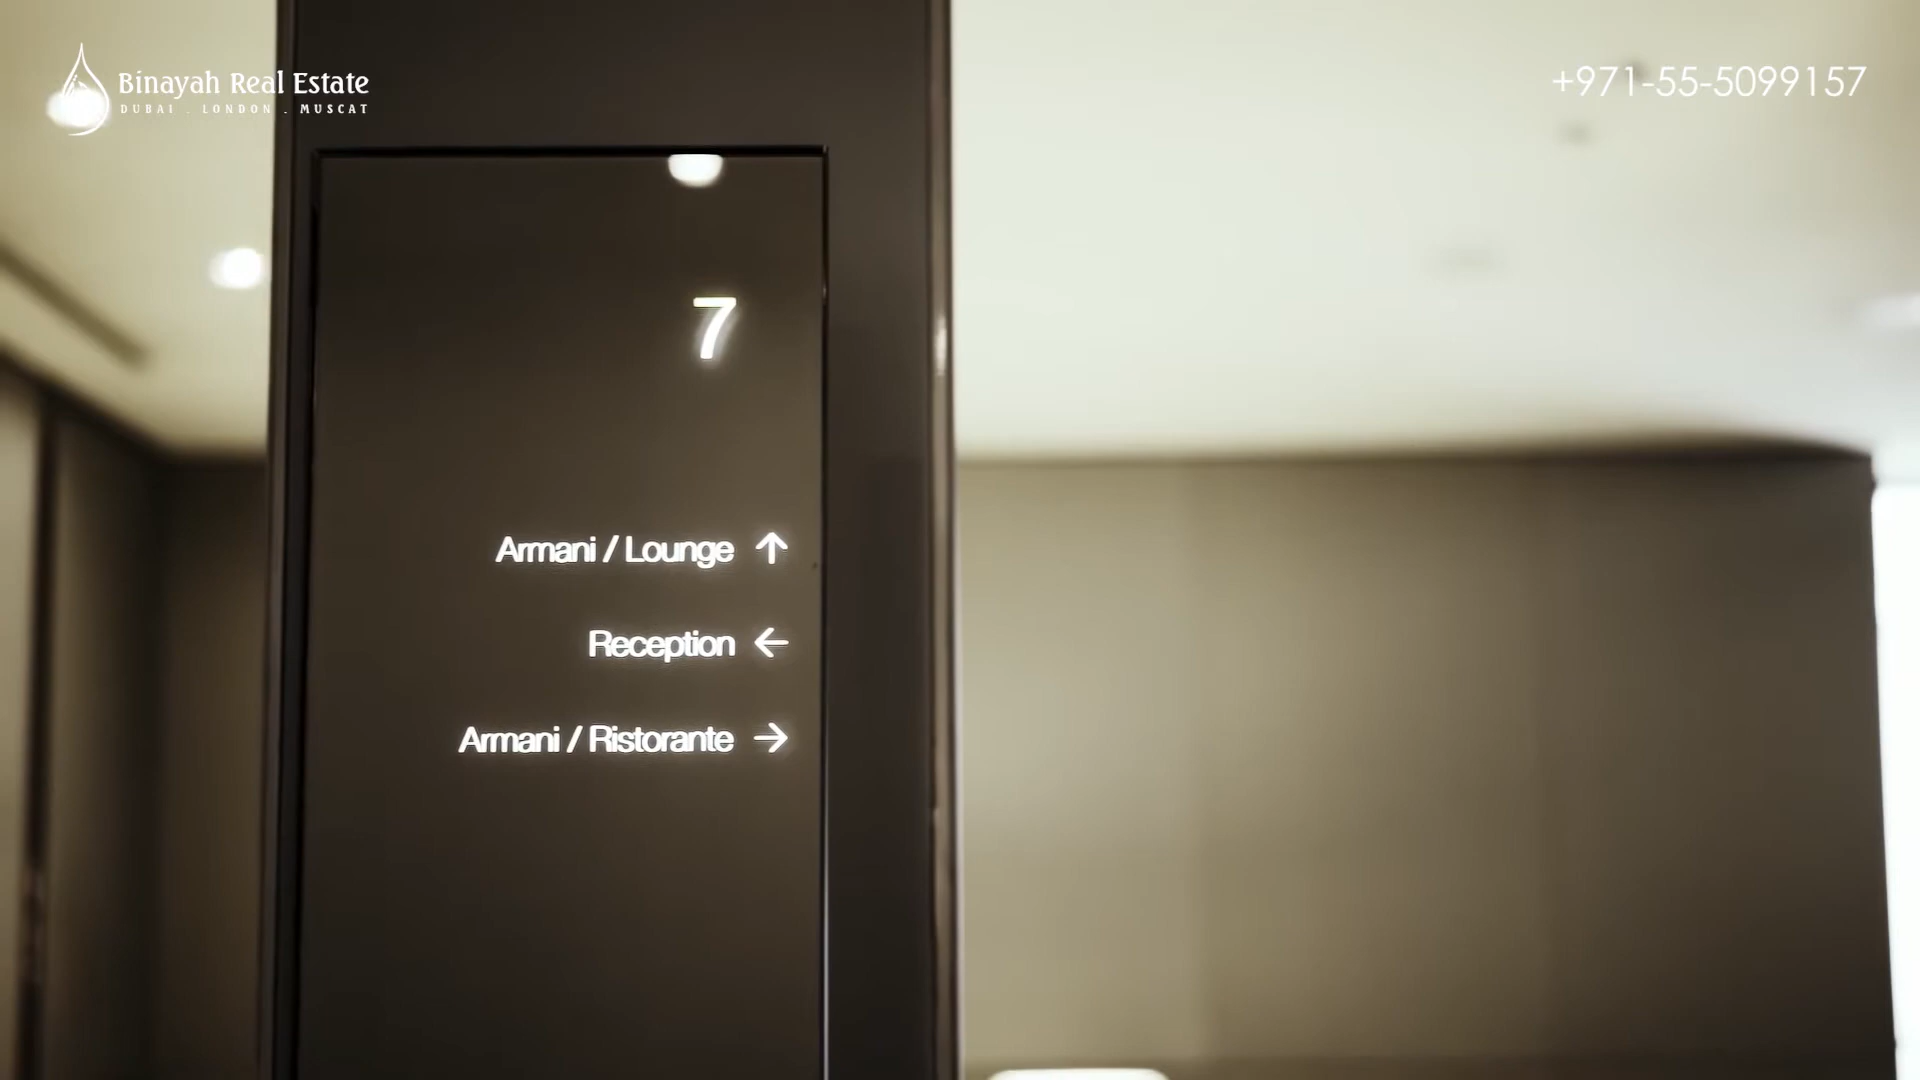 Binayah Real Estate
DUBAI . LONDON . MUSCAT
+971-55-5099157
7
Armani / Lounge ↑
Reception ←
Armani / Ristorante →